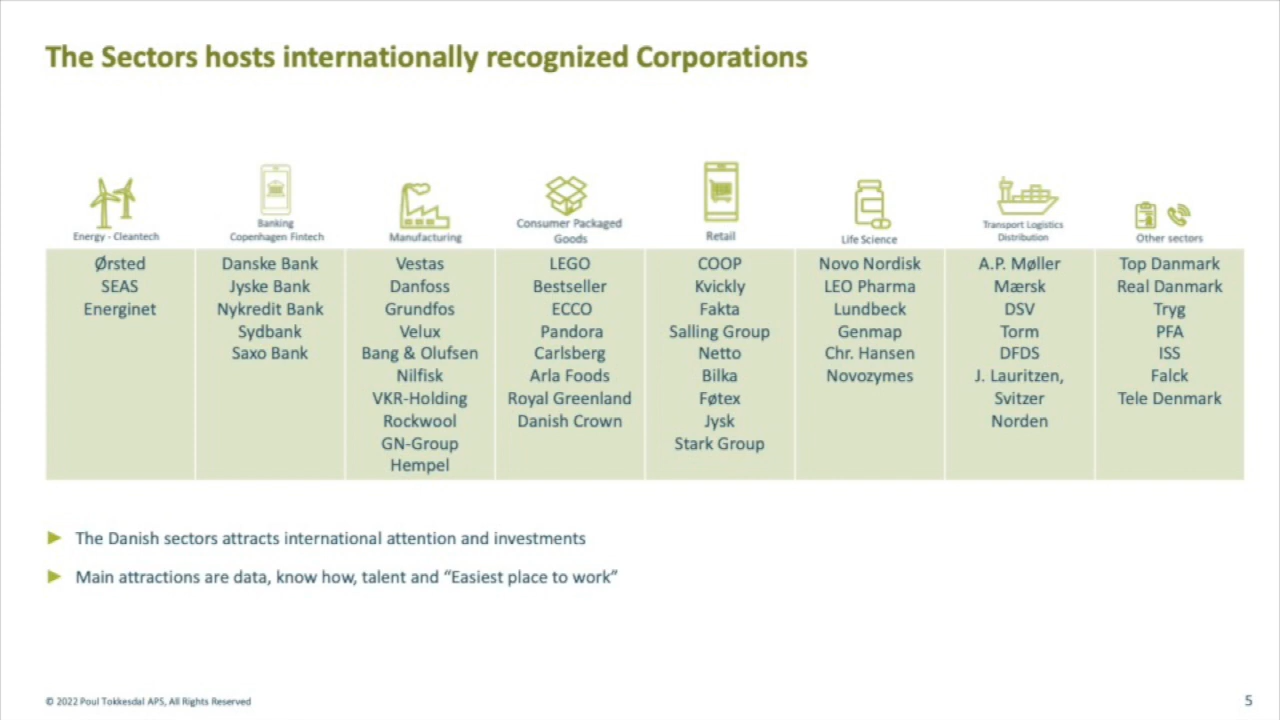 The Sectors hosts internationally recognized Corporations
Energy - Cleantech
Banking
Copenhagen Fintech
Manufacturing
Consumer Packaged
Goods
Retail
Life Science
Transport Logistics
Distribution
Other sectors
Ørsted
SEAS
Energinet
Danske Bank
Jyske Bank
Nykredit Bank
Sydbank
Saxo Bank
Vestas
Danfoss
Grundfos
Velux
Bang & Olufsen
Nilfisk
VKR-Holding
Rockwool
GN-Group
Hempel
LEGO
Bestseller
ECCO
Pandora
Carlsberg
Arla Foods
Royal Greenland
Danish Crown
COOP
Kvickly
Fakta
Salling Group
Netto
Bilka
Føtex
Jysk
Stark Group
Novo Nordisk
LEO Pharma
Lundbeck
Genmap
Chr. Hansen
Novozymes
A.P. Møller
Mærsk
DSV
Torm
DFDS
J. Lauritzen,
Svitzer
Norden
Top Danmark
Real Danmark
Tryg
PFA
ISS
Falck
Tele Denmark
The Danish sectors attracts international attention and investments
Main attractions are data, know how, talent and “Easiest place to work”
© 2022 Poul Tokkesdal APS, All Rights Reserved
5